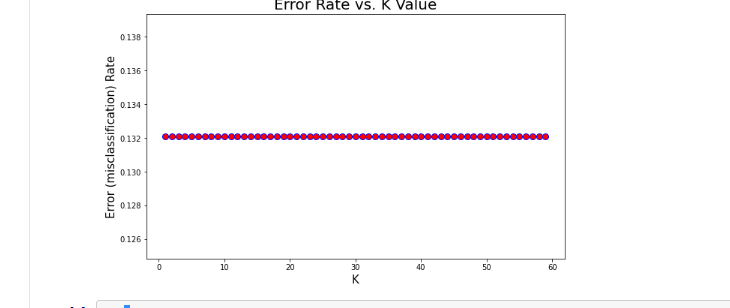 Error Rate vs. K Value
0.138
0.136
0.134
0.132
0.130
0.128
0.126
Error (misclassification) Rate
0 10 20 30 40 50 60
K